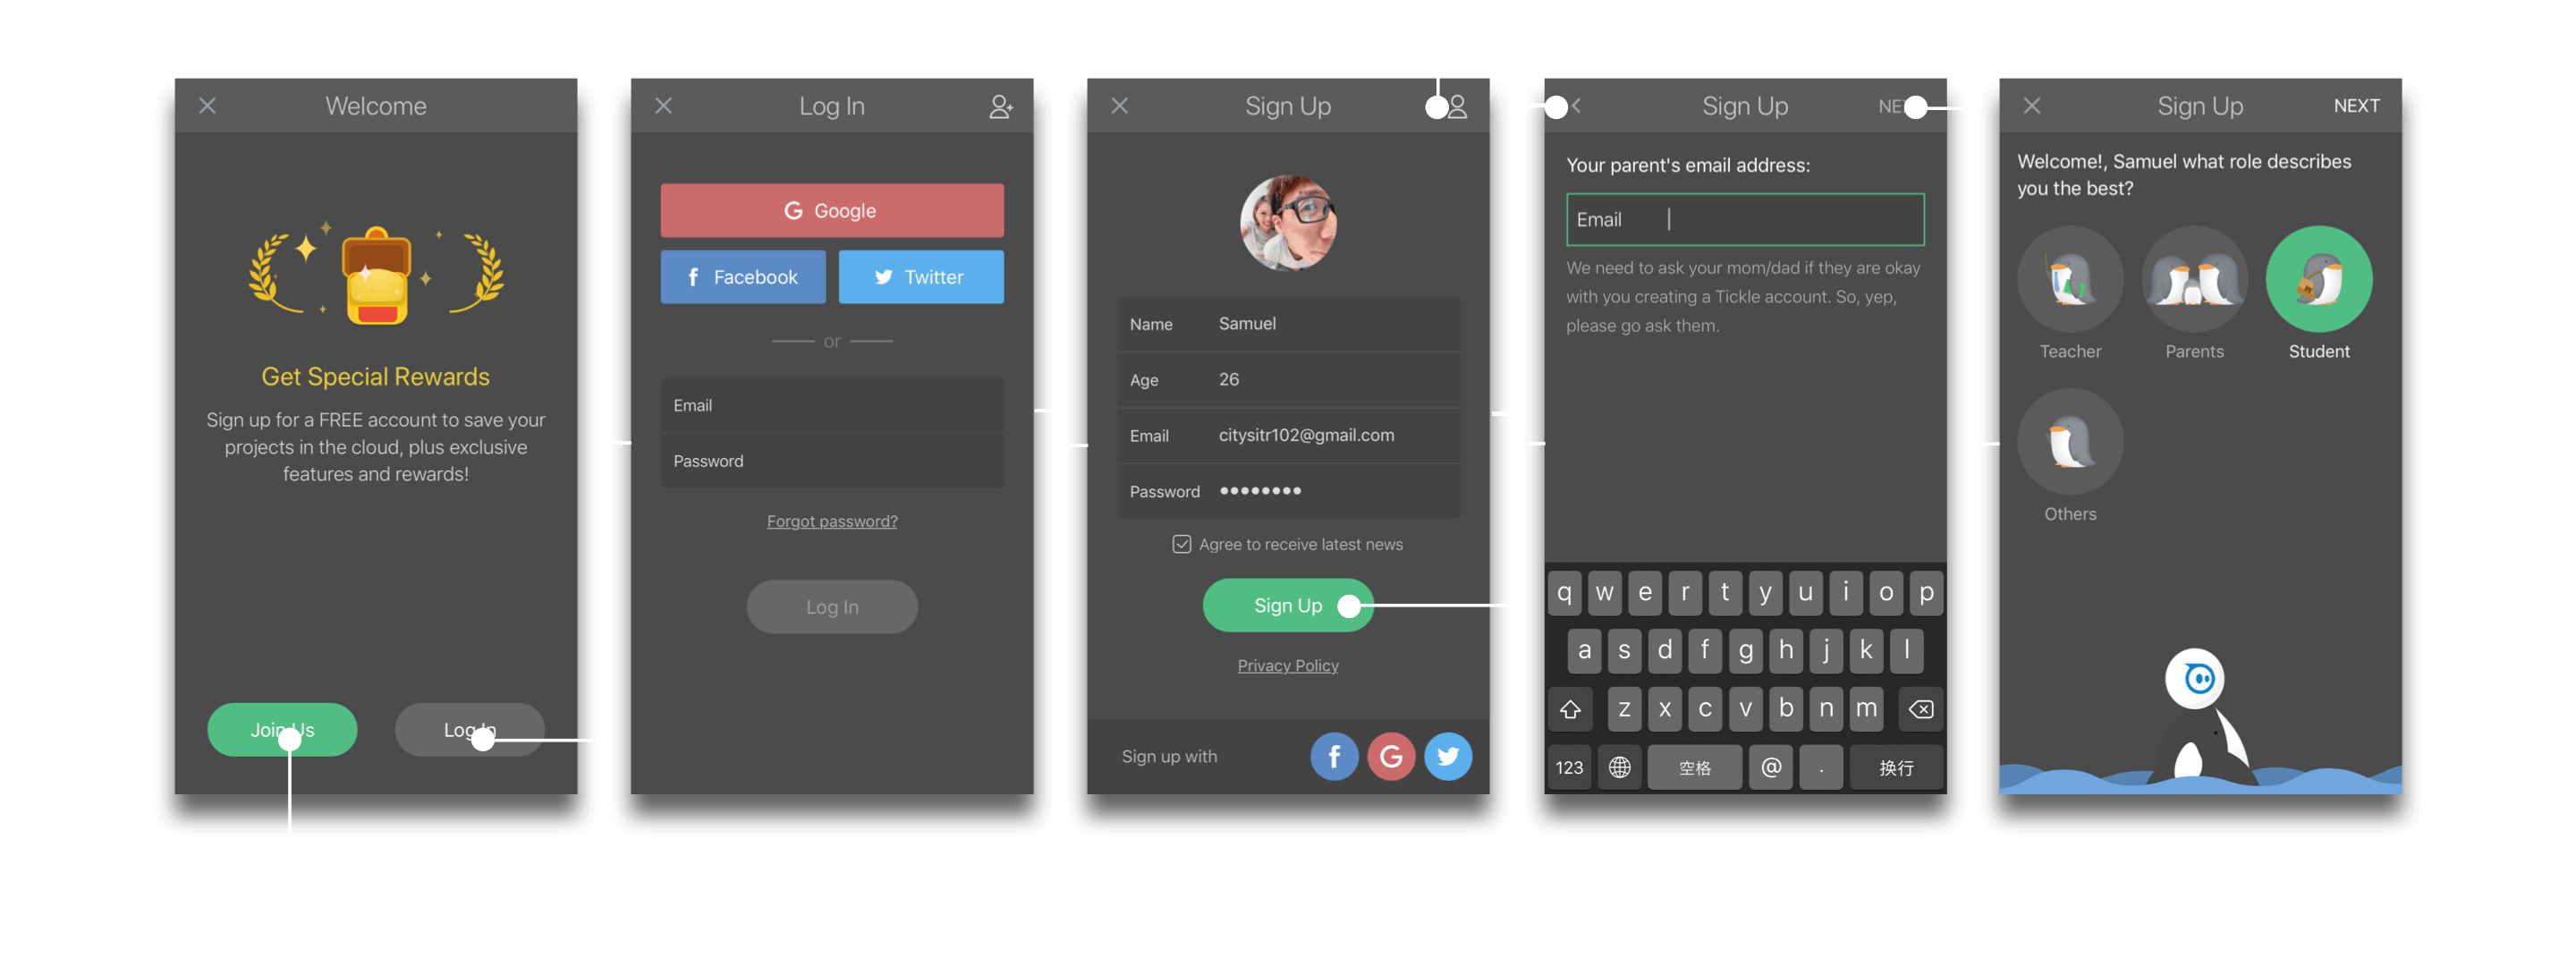 Welcome
Get Special Rewards
Sign up for a FREE account to save your
projects in the cloud, plus exclusive
features and rewards!
Join Us
Log In
Log In
Google
Facebook
Twitter
or
Email
Password
Forgot password?
Log In
Sign Up
Name Samuel
Age 26
Email citysitr102@gmail.com
Password
Agree to receive latest news
Sign Up
Privacy Policy
Sign up with
Sign Up
NE
Your parent's email address:
Email
We need to ask your mom/dad if they are okay
with you creating a Tickle account. So, yep,
please go ask them.
q w e r t y u i o p
a s d f g h j k l
z x c v b n m
123 空格 @ . 换行
Sign Up
NEXT
Welcome!, Samuel what role describes
you the best?
Teacher
Parents
Student
Others